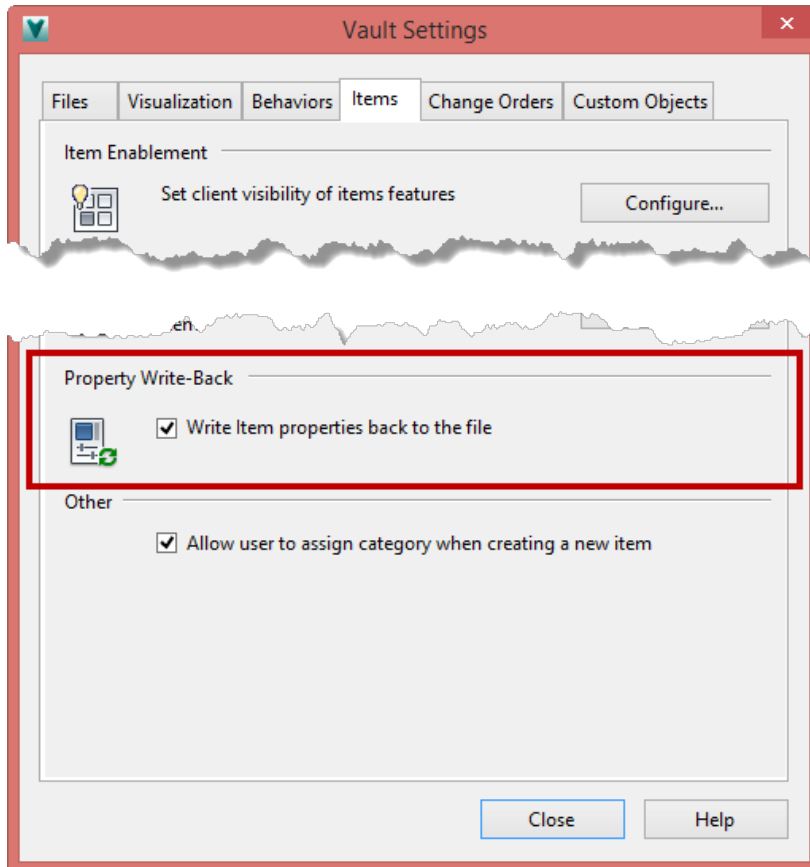 Vault Settings
Files Visualization Behaviors Items Change Orders Custom Objects
Item Enablement
Set client visibility of items features
Configure...
Property Write-Back
Write Item properties back to the file
Other
Allow user to assign category when creating a new item
Close Help